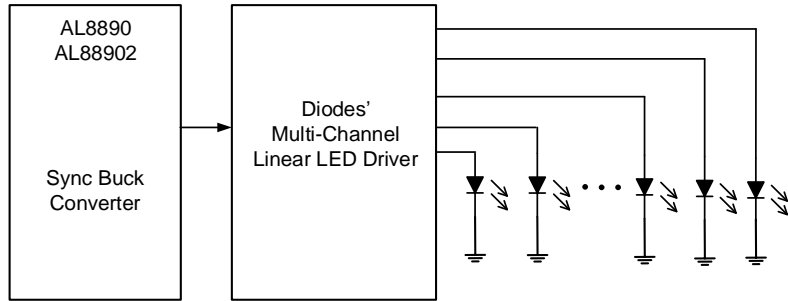 AL8890
AL88902
Sync Buck
Converter
Diodes'
Multi-Channel
Linear LED Driver